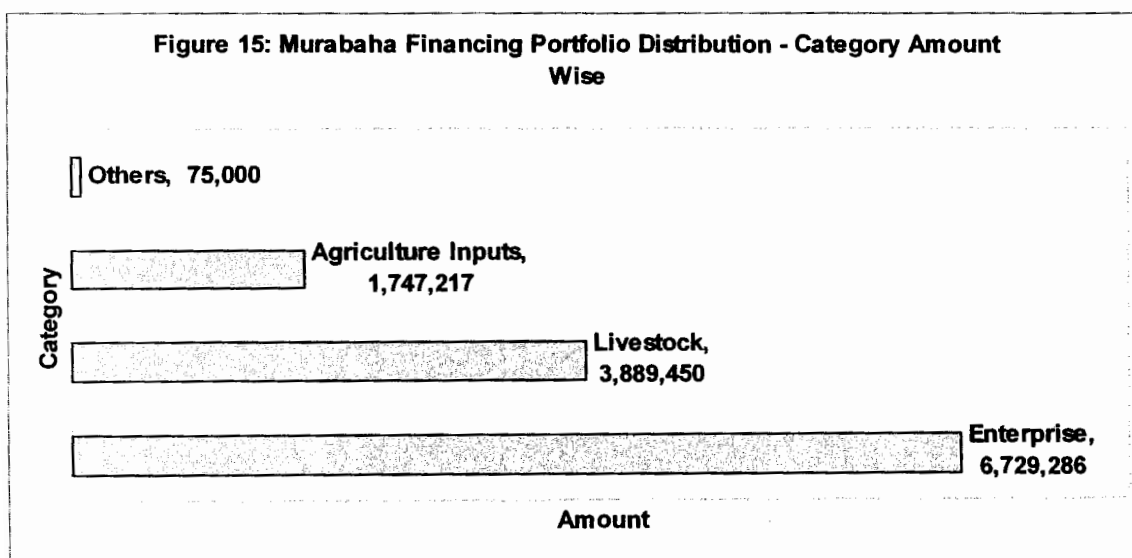 Figure 15: Murabaha Financing Portfolio Distribution - Category Amount
Wise
Others, 75,000
Agriculture Inputs,
1,747,217
Livestock,
3,889,450
Enterprise,
6,729,286
Category
Amount